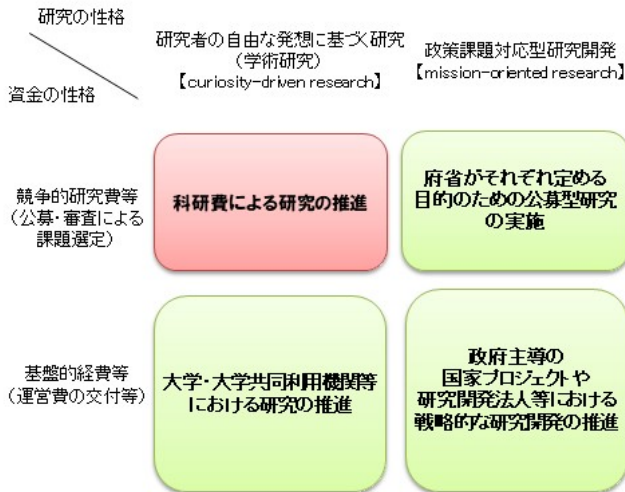 研究の性格
資金の性格
研究者の自由な発想に基づく研究
(学術研究)
【curiosity-driven research】
政策課題対応型研究開発
【mission-oriented research】
競争的研究費等
(公募・審査による
課題選定)
科研費による研究の推進
府省がそれぞれ定める
目的のための公募型研究
の実施
基盤的経費等
(運営費の交付等)
大学・大学共同利用機関等
における研究の推進
政府主導の
国家プロジェクトや
研究開発法人等における
戦略的な研究開発の推進